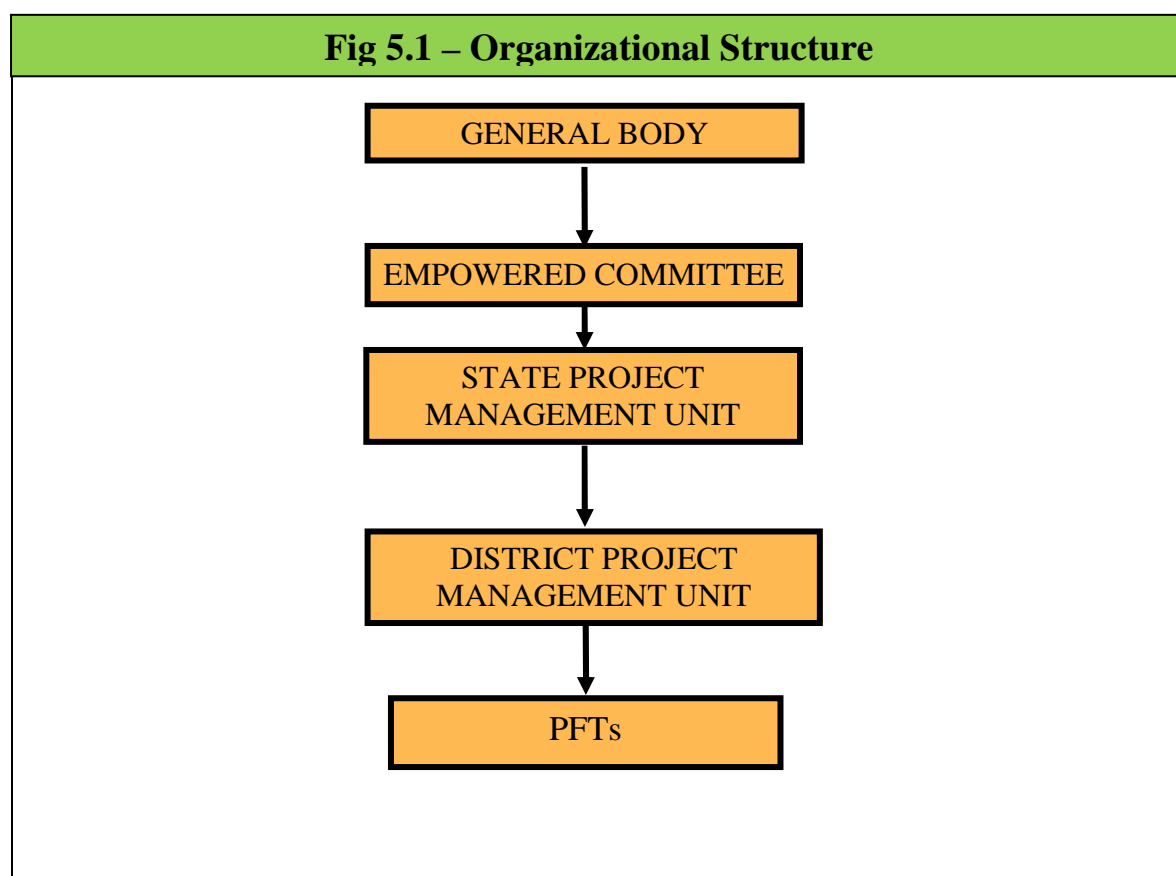 Fig 5.1 – Organizational Structure
GENERAL BODY
EMPOWERED COMMITTEE
STATE PROJECT
MANAGEMENT UNIT
DISTRICT PROJECT
MANAGEMENT UNIT
PFTs